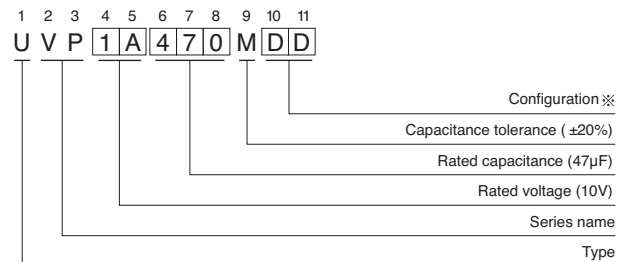 1 2 3 4 5 6 7 8 9 10 11
U V P 1 A 4 7 0 M D D
Configuration※
Capacitance tolerance ( ±20%)
Rated capacitance (47µF)
Rated voltage (10V)
Series name
Type